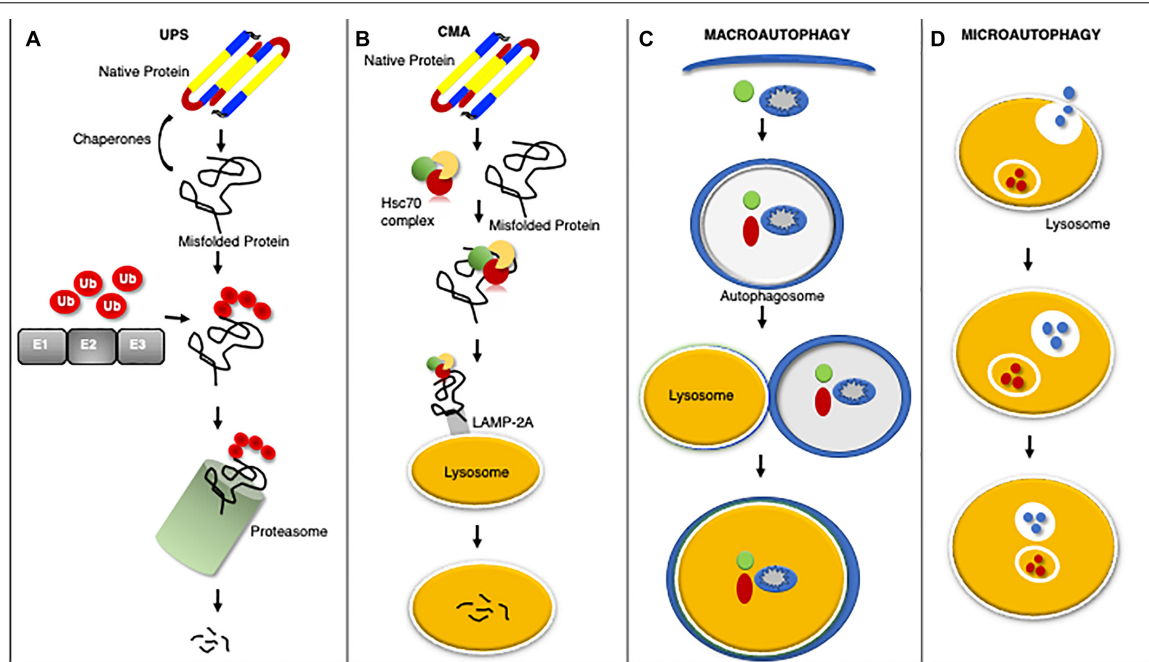 A
UPS
Native Protein
Chaperones
Misfolded Protein
Ub
Ub
Ub
Ub
E1
E2
E3
Proteasome
B
CMA
Native Protein
Hsc70
complex
Misfolded Protein
LAMP-2A
Lysosome
C
MACROAUTOPHAGY
Autophagosome
Lysosome
D
MICROAUTOPHAGY
Lysosome